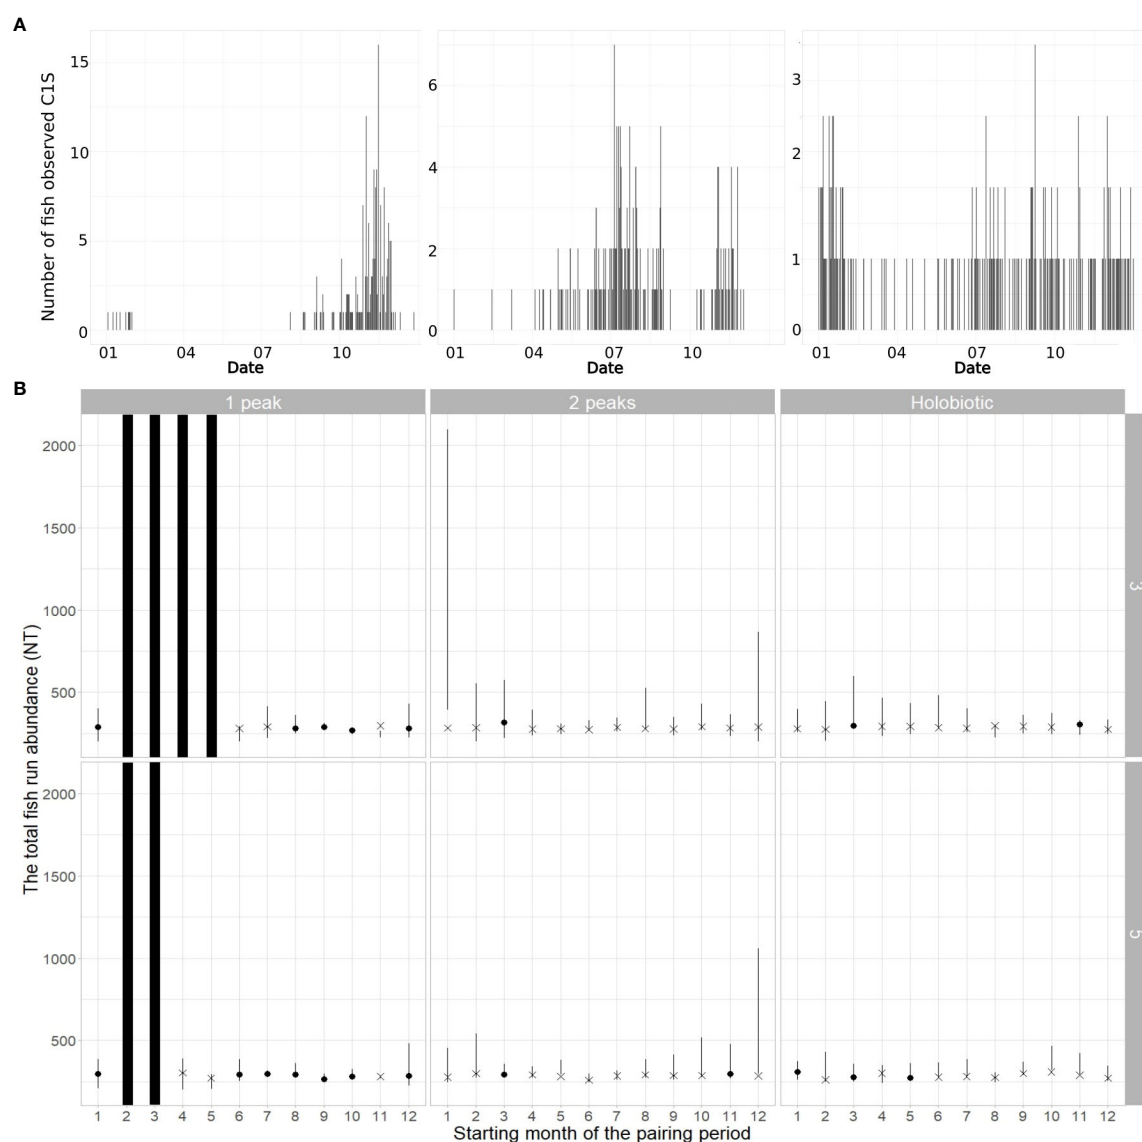 A
Number of fish observed C1S
15
10
5
0
01 04 07 10
Date
6
4
2
0
01 04 07 10
Date
3
2
1
0
01 04 07 10
Date
B
1 peak 2 peaks Holobiotic
The total fish run abundance (NT)
2000
1500
1000
500
3
2000
1500
1000
500
5
1 2 3 4 5 6 7 8 9 10 11 12
1 2 3 4 5 6 7 8 9 10 11 12
1 2 3 4 5 6 7 8 9 10 11 12
Starting month of the pairing period